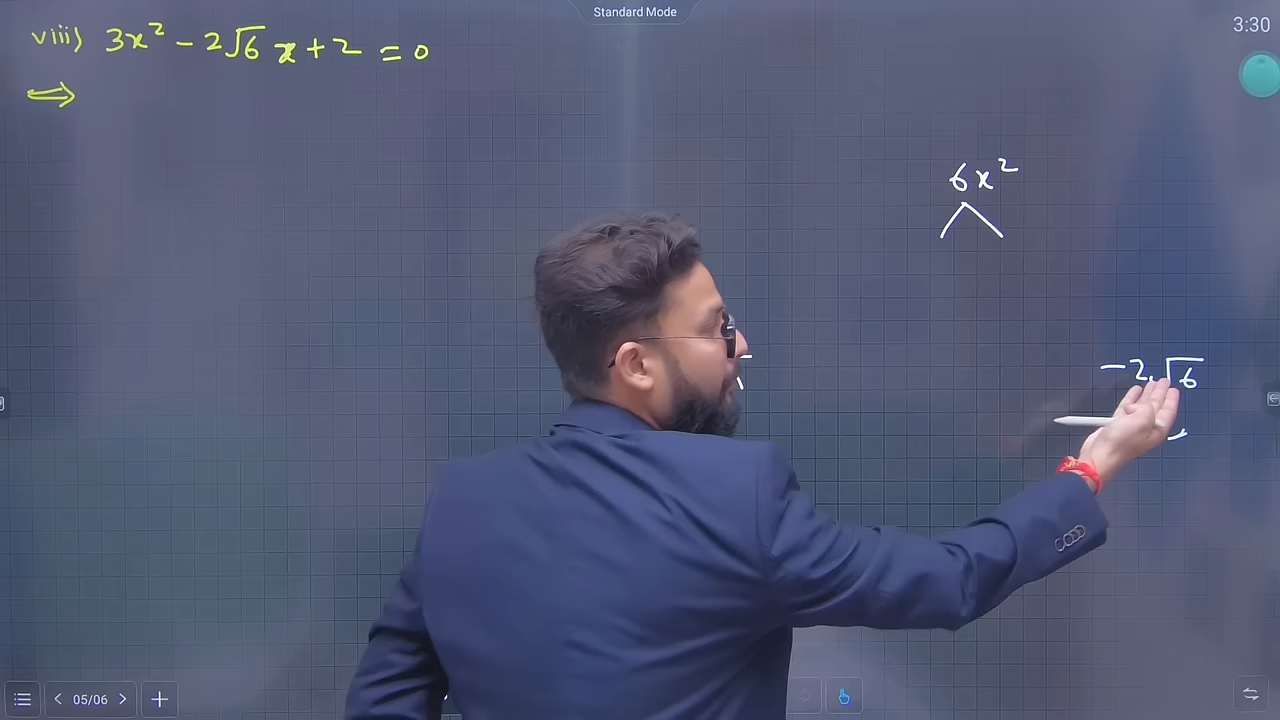 Standard Mode
3:30
viii) 3x² - 2√6 x + 2 = 0
⟺
6x²
-2√6
05/06